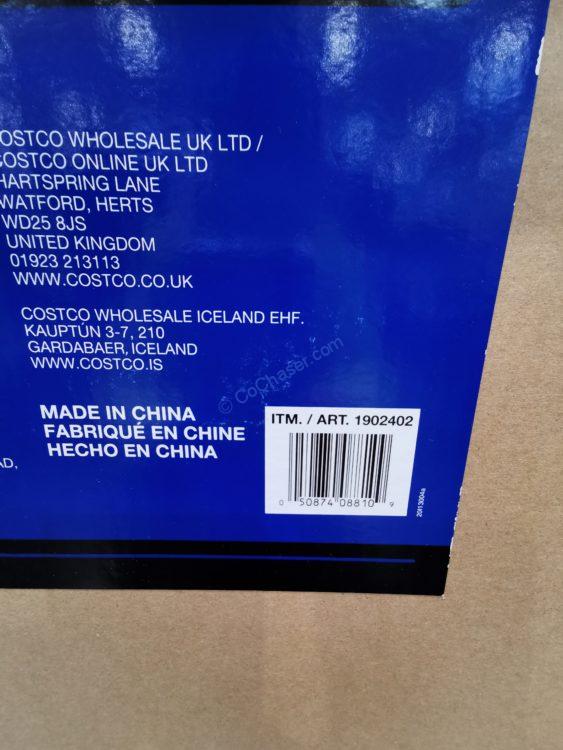 OSTCO WHOLESALE UK LTD /
COSTCO ONLINE UK LTD
HARTSPRING LANE
WATFORD, HERTS
WD25 8JS
UNITED KINGDOM
01923 213113
WWW.COSTCO.CO.UK
COSTCO WHOLESALE ICELAND EHF.
KAUPTÚN 3-7, 210
GARDABAER, ICELAND
WWW.COSTCO.IS
© CoChaser.com
MADE IN CHINA
FABRIQUÉ EN CHINE
HECHO EN CHINA
AD,
ITM. / ART. 1902402
0 50874 08810 9